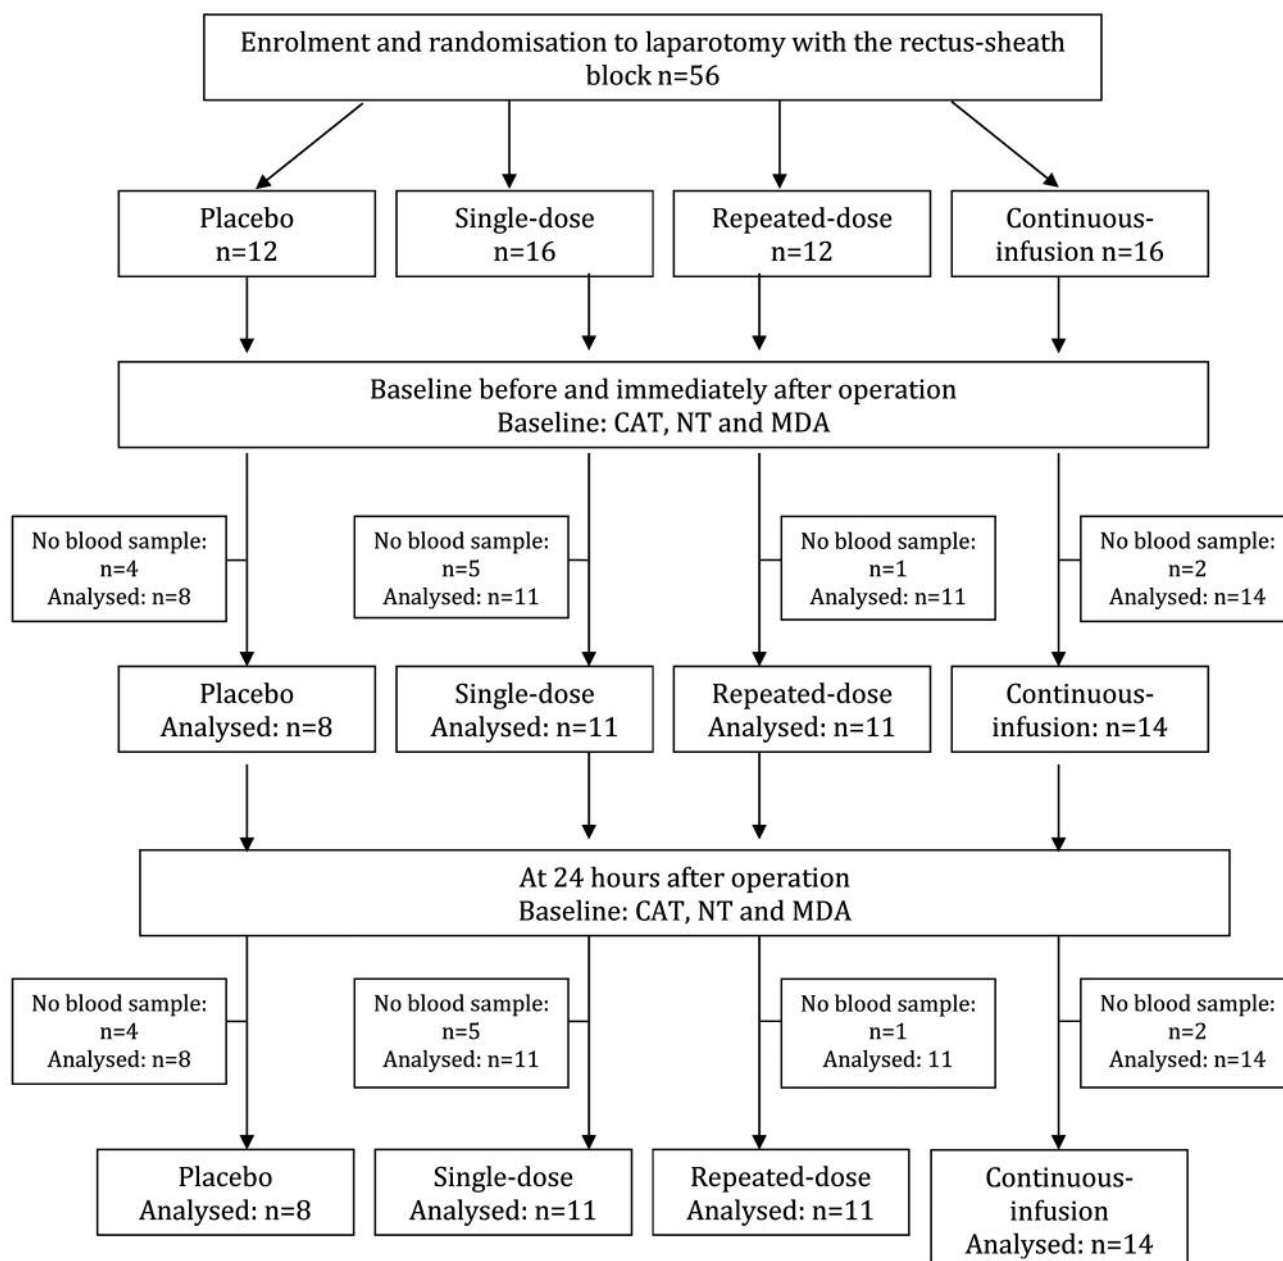 Enrolment and randomisation to laparotomy with the rectus-sheath
block n=56
Placebo
n=12
Single-dose
n=16
Repeated-dose
n=12
Continuous-
infusion n=16
Baseline before and immediately after operation
Baseline: CAT, NT and MDA
No blood sample:
n=4
Analysed: n=8
No blood sample:
n=5
Analysed: n=11
No blood sample:
n=1
Analysed: n=11
No blood sample:
n=2
Analysed: n=14
Placebo
Analysed: n=8
Single-dose
Analysed: n=11
Repeated-dose
Analysed: n=11
Continuous-
infusion: n=14
At 24 hours after operation
Baseline: CAT, NT and MDA
No blood sample:
n=4
Analysed: n=8
No blood sample:
n=5
Analysed: n=11
No blood sample:
n=1
Analysed: 11
No blood sample:
n=2
Analysed: n=14
Placebo
Analysed: n=8
Single-dose
Analysed: n=11
Repeated-dose
Analysed: n=11
Continuous-
infusion
Analysed: n=14